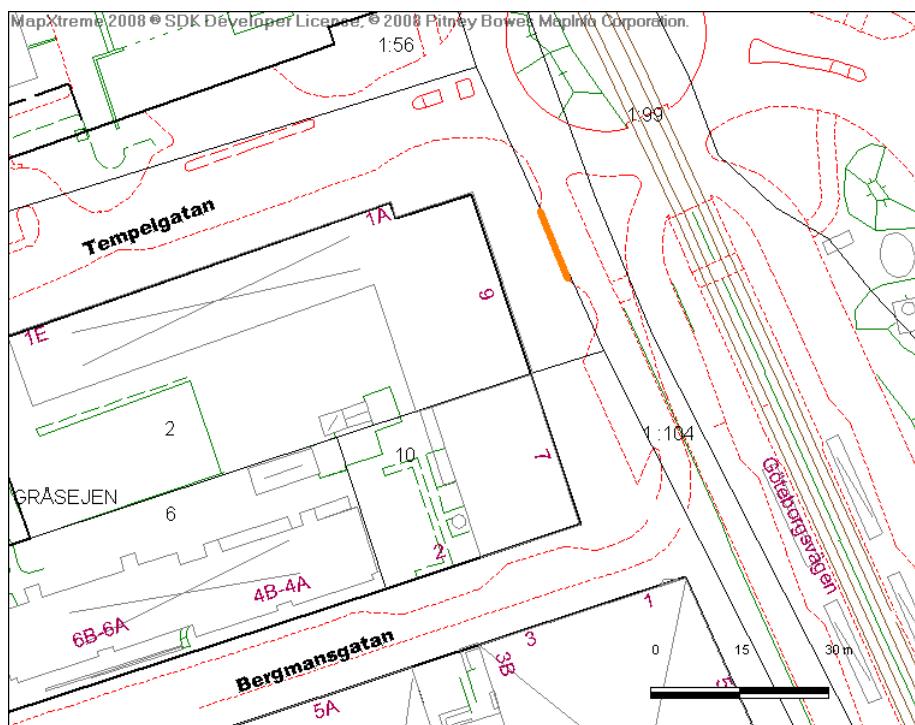 MapXtreme 2008 ® SDK Developer License, © 2008 Pitney Bowes MapInfo Corporation.
1:56
1:99
Tempelgatan
1A
1E
9
2
10
7
1:104
GRÅSEJEN
6
Göteborgsvägen
2
4B-4A
6B-6A
1
3
Bergmansgatan
3B
5
5A
0 15 30 m